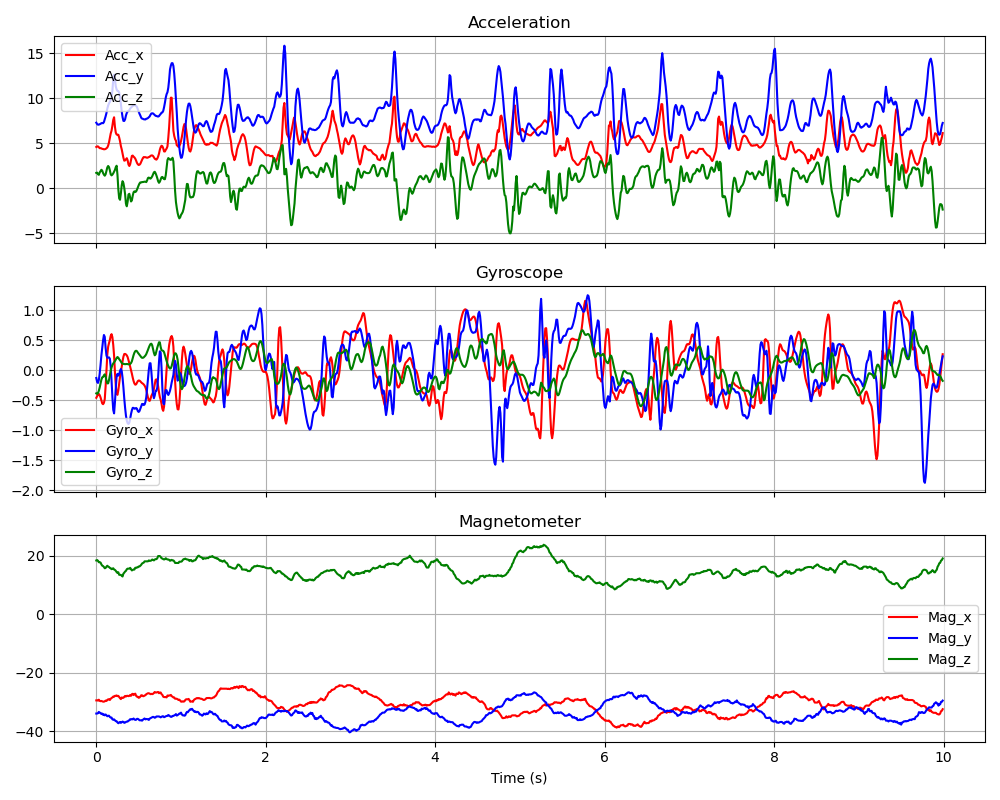 Acceleration
Acc_x
Acc_y
Acc_z
15
10
5
0
−5
Gyroscope
1.0
0.5
0.0
−0.5
−1.0
−1.5
−2.0
Gyro_x
Gyro_y
Gyro_z
Magnetometer
20
0
−20
−40
Mag_x
Mag_y
Mag_z
0 2 4 6 8 10
Time (s)